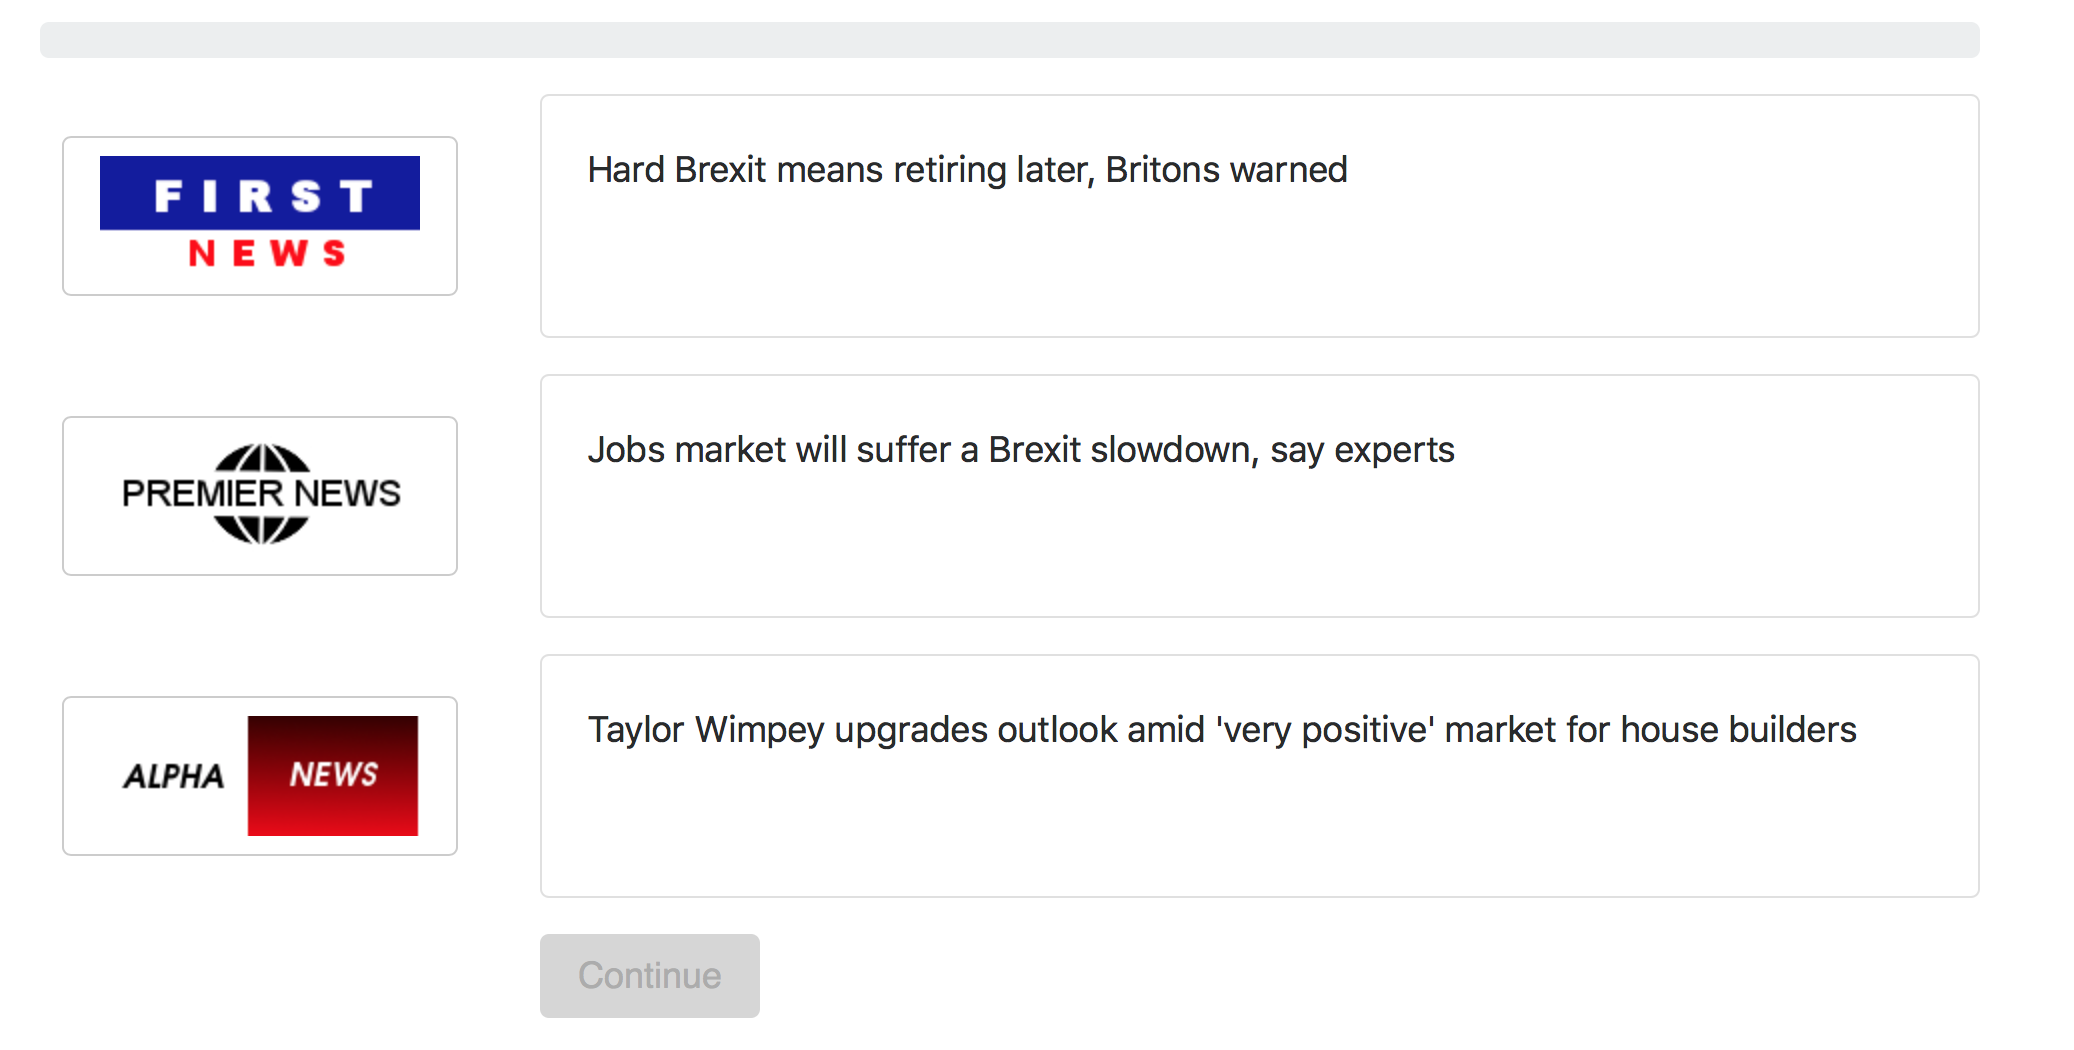 FIRST
NEWS
Hard Brexit means retiring later, Britons warned
PREMIER NEWS
Jobs market will suffer a Brexit slowdown, say experts
ALPHA NEWS
Taylor Wimpey upgrades outlook amid 'very positive' market for house builders
Continue